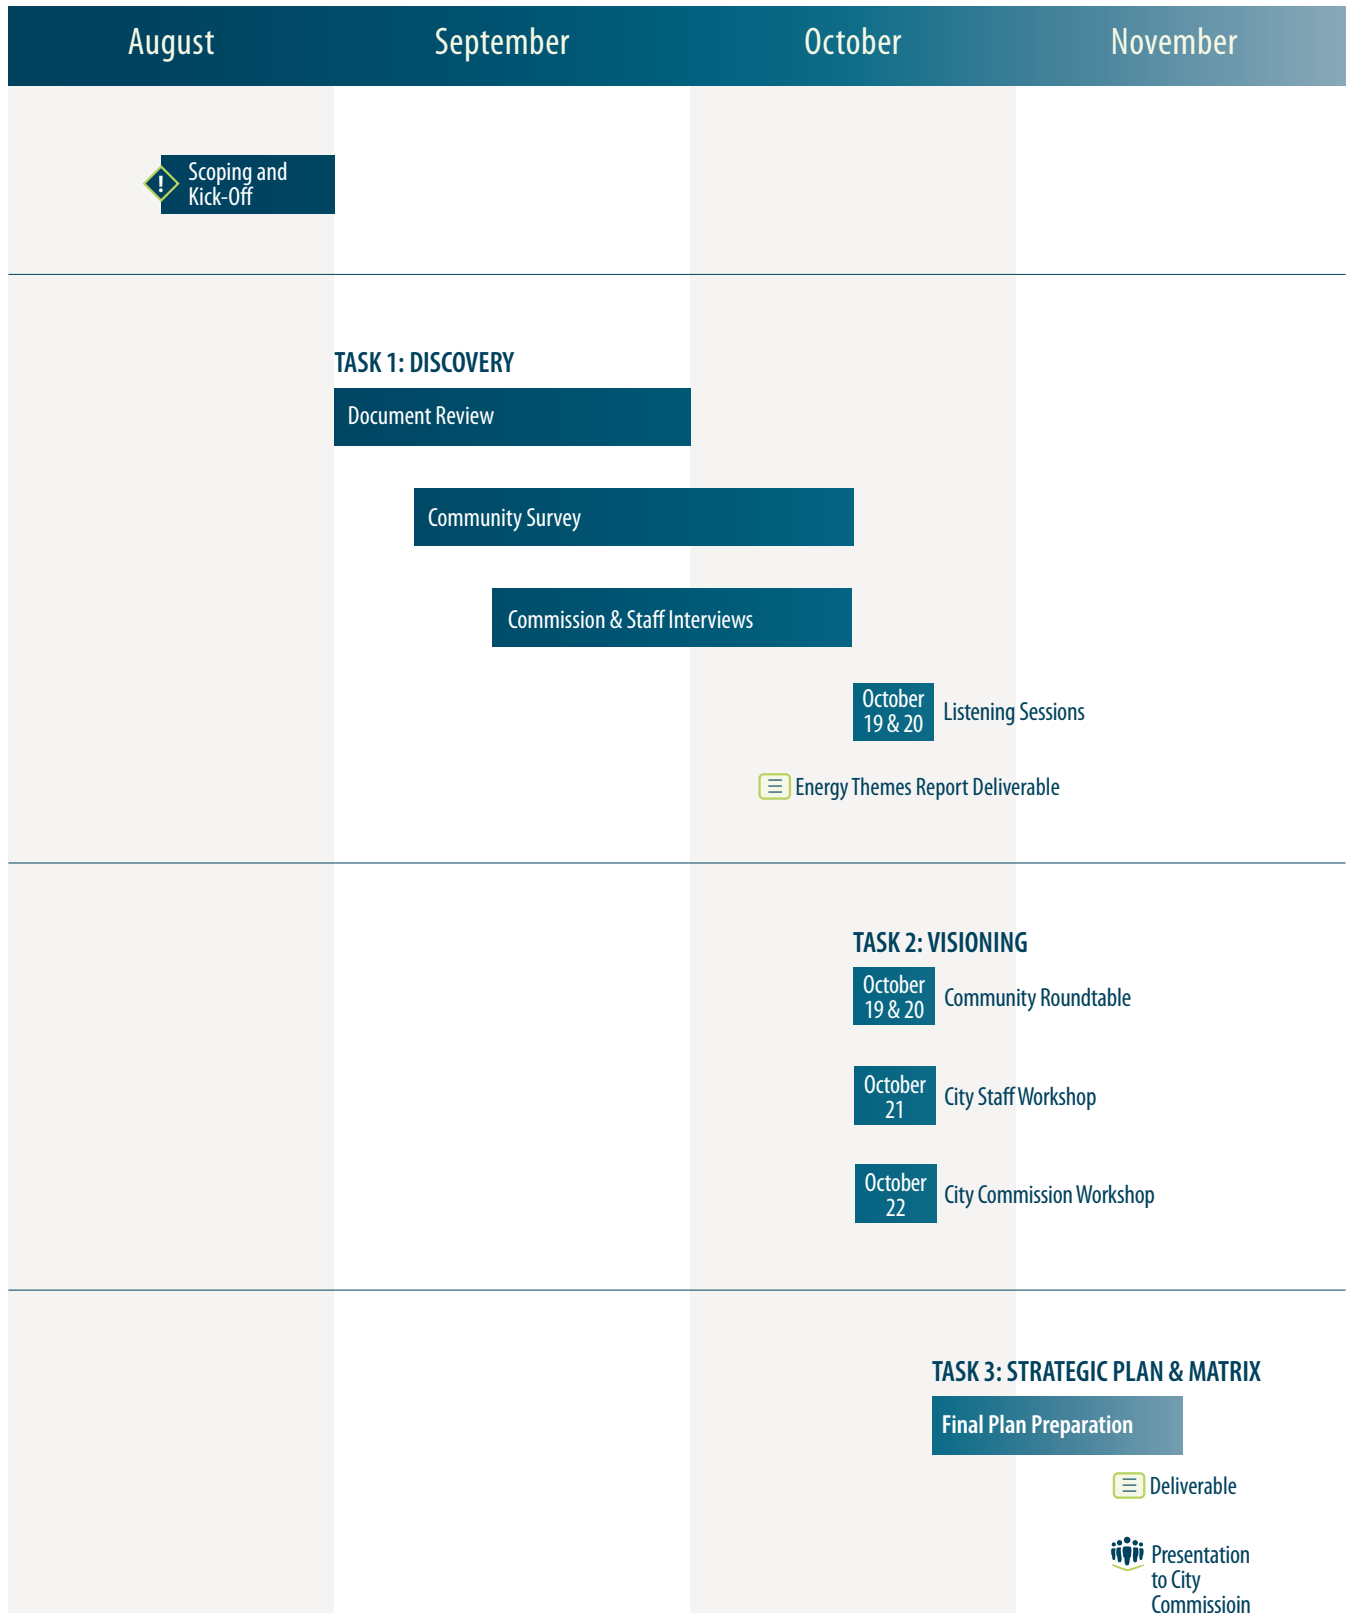 August September October November
Scoping and
Kick-Off
!
TASK 1: DISCOVERY
Document Review
Community Survey
Commission & Staff Interviews
October
19 & 20
Listening Sessions
Energy Themes Report Deliverable
TASK 2: VISIONING
October
19 & 20
Community Roundtable
October
21
City Staff Workshop
October
22
City Commission Workshop
TASK 3: STRATEGIC PLAN & MATRIX
Final Plan Preparation
Deliverable
Presentation
to City
Commissioin